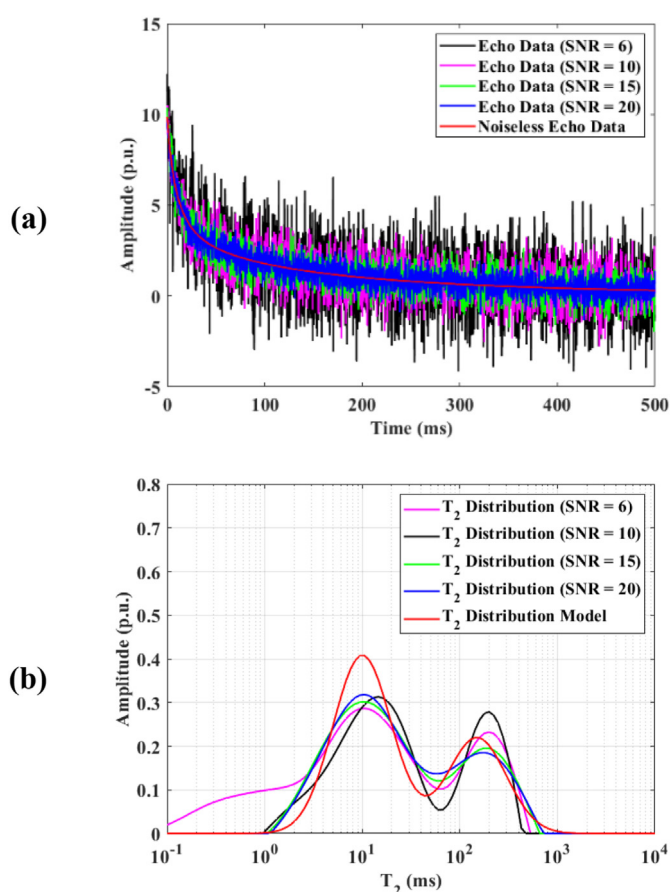 (a)
Amplitude (p.u.)
15
10
5
0
-5
Echo Data (SNR = 6)
Echo Data (SNR = 10)
Echo Data (SNR = 15)
Echo Data (SNR = 20)
Noiseless Echo Data
0 100 200 300 400 500
Time (ms)
(b)
Amplitude (p.u.)
0.8
0.7
0.6
0.5
0.4
0.3
0.2
0.1
0
T₂ Distribution (SNR = 6)
T₂ Distribution (SNR = 10)
T₂ Distribution (SNR = 15)
T₂ Distribution (SNR = 20)
T₂ Distribution Model
10⁻¹ 10⁰ 10¹ 10² 10³ 10⁴
T₂ (ms)